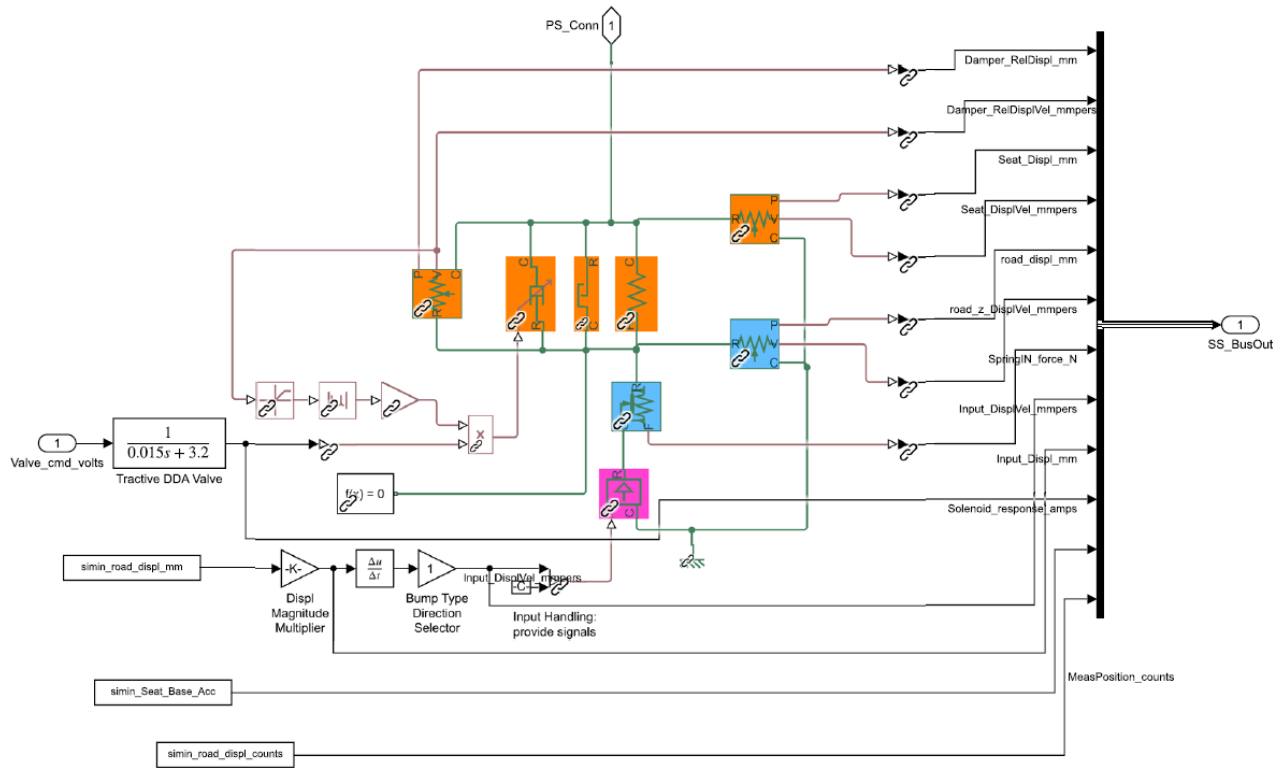 PS_Conn
1
Damper_RelDispl_mm
Damper_RelDisplVel_mmpers
Seat_Displ_mm
P
R
V
C
Seat_DisplVel_mmpers
road_displ_mm
P
V
C
R
C
R
R
C
C
R
road_z_DisplVel_mmpers
P
R
V
C
1
SS_BusOut
SpringIN_force_N
Input_DisplVel_mmpers
R
F
X
1
Valve_cmd_volts
1
0.015s + 3.2
Tractive DDA Valve
Input_Displ_mm
f(x) = 0
R
C
Solenoid_response_amps
simin_road_displ_mm
-K-
Δu
Δt
1
Input_DisplVel_mmpers
-C-
Displ
Magnitude
Multiplier
Bump Type
Direction
Selector
Input Handling:
provide signals
MeasPosition_counts
simin_Seat_Base_Acc
simin_road_displ_counts